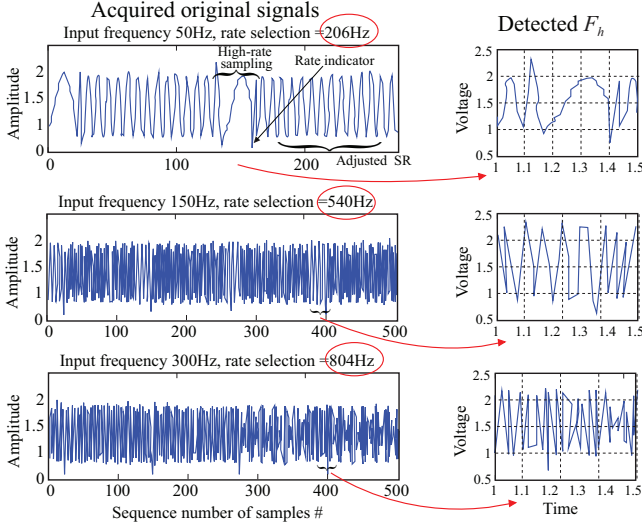 Acquired original signals
Detected F_h
Input frequency 50Hz, rate selection =206Hz
High-rate
sampling
Rate indicator
Adjusted SR
Amplitude
0
1
1.5
2
0
100
200
Voltage
0.5
1
1.5
2
2.5
1 1.1 1.2 1.3 1.4 1.5
Input frequency 150Hz, rate selection =540Hz
Amplitude
0
1
1.5
2
0 100 200 300 400 500
Voltage
0.5
1
1.5
2
2.5
1 1.1 1.2 1.3 1.4 1.5
Input frequency 300Hz, rate selection =804Hz
Amplitude
0
1
1.5
2
0 100 200 300 400 500
Sequence number of samples #
Voltage
0.5
1
1.5
2
2.5
1 1.1 1.2 1.3 1.4 1.5
Time